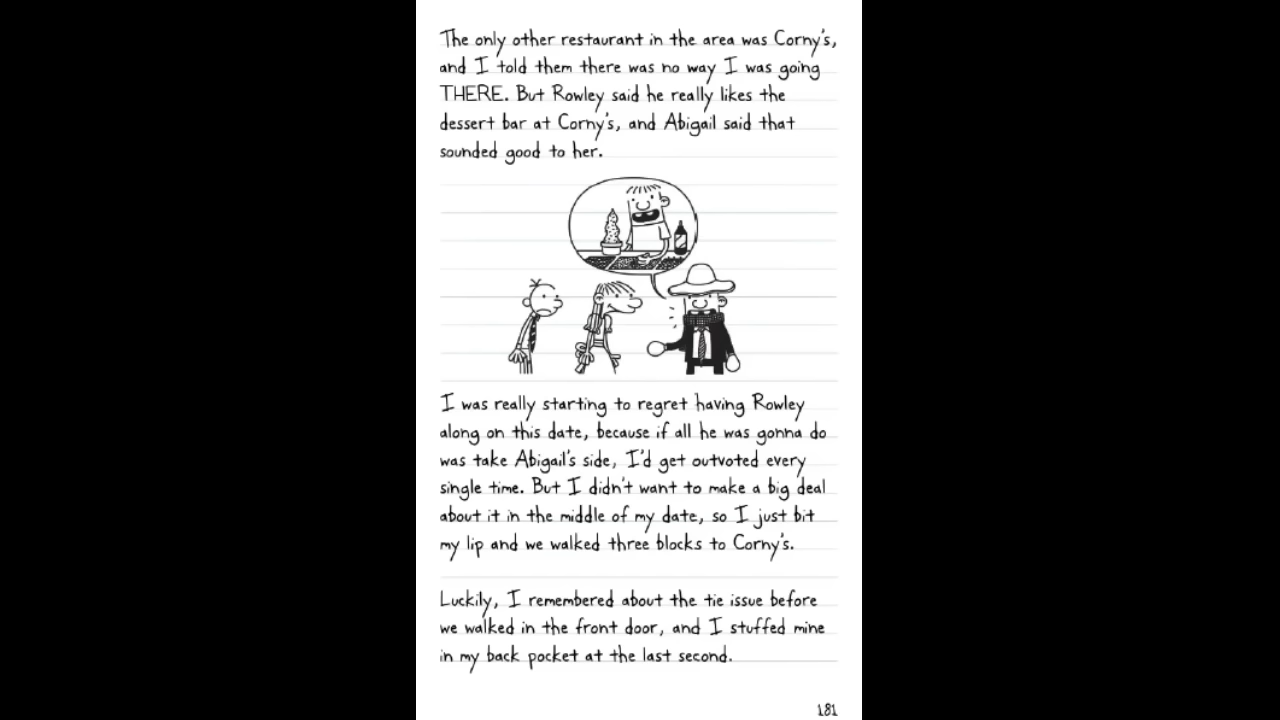 The only other restaurant in the area was Corny's,
and I told them there was no way I was going
THERE. But Rowley said he really likes the
dessert bar at Corny's, and Abigail said that
sounded good to her.
I was really starting to regret having Rowley
along on this date, because if all he was gonna do
was take Abigail's side, I'd get outvoted every
single time. But I didn't want to make a big deal
about it in the middle of my date, so I just bit
my lip and we walked three blocks to Corny's.
Luckily, I remembered about the tie issue before
we walked in the front door, and I stuffed mine
in my back pocket at the last second.
181